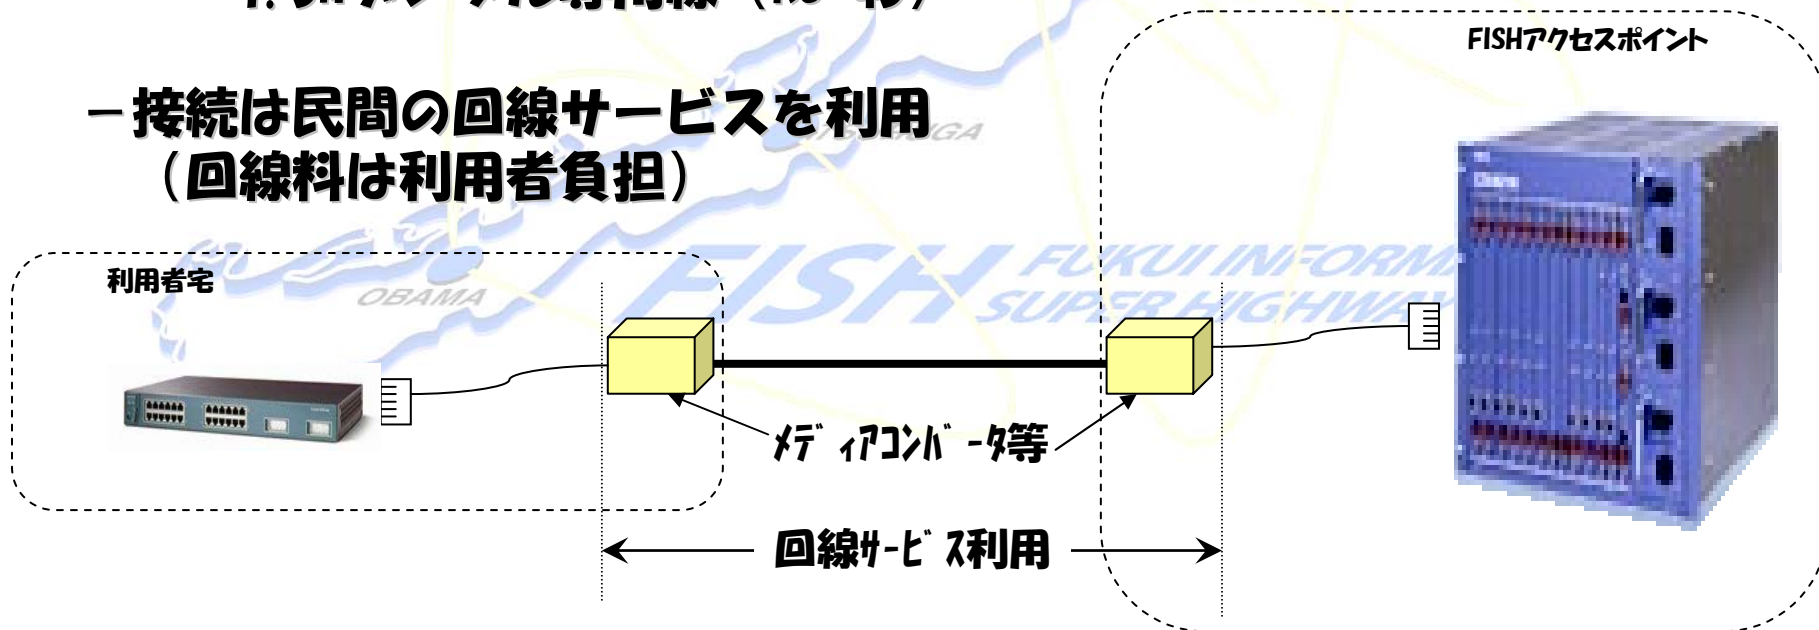 －接続は民間の回線サービスを利用
（回線料は利用者負担）
FISHアクセスポイント
利用者宅
OBAMA
FISH FUKUI INFORM
SUPER HIGHWAY
ﾒﾃﾞｨｱｺﾝﾊﾞｰﾀ等
回線ｻｰﾋﾞｽ利用